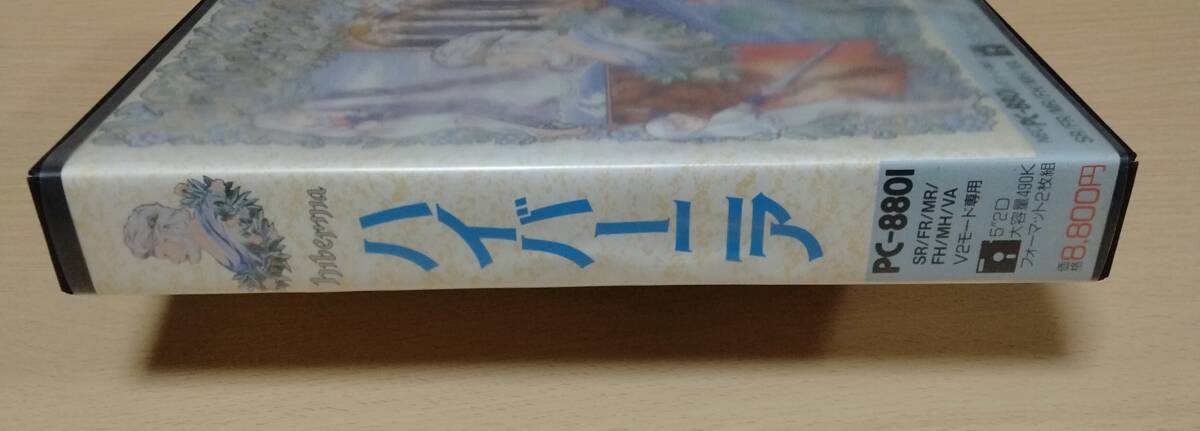 Hibernia
ハイバーニア
PC-8801
SR/FR/MR/
FH/MH/VA
V2モード専用
5"2D
大容量490K
フォーマット2枚組
価格 8,800円